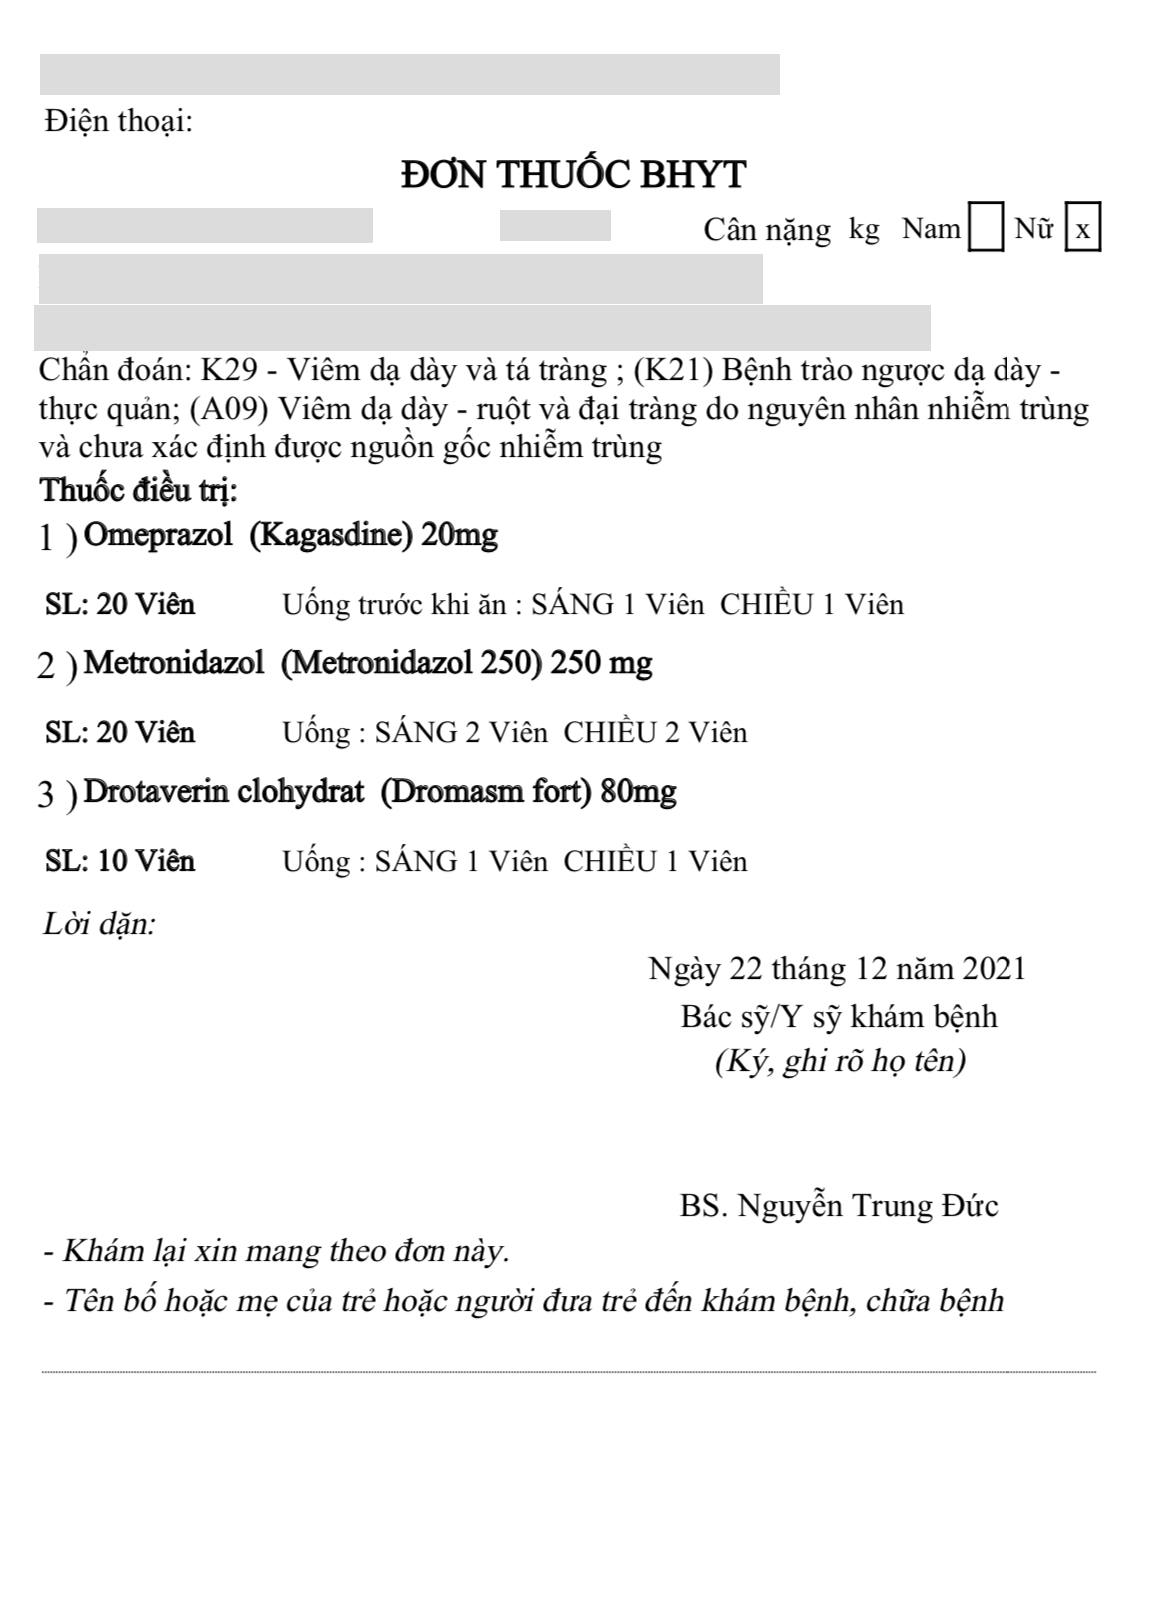 Điện thoại:
ĐƠN THUỐC BHYT
Cân nặng kg Nam Nữ x
Chẩn đoán: K29 - Viêm dạ dày và tá tràng ; (K21) Bệnh trào ngược dạ dày -
thực quản; (A09) Viêm dạ dày - ruột và đại tràng do nguyên nhân nhiễm trùng
và chưa xác định được nguồn gốc nhiễm trùng
Thuốc điều trị:
1 ) Omeprazol (Kagasdine) 20mg
SL: 20 Viên Uống trước khi ăn : SÁNG 1 Viên CHIỀU 1 Viên
2 ) Metronidazol (Metronidazol 250) 250 mg
SL: 20 Viên Uống : SÁNG 2 Viên CHIỀU 2 Viên
3 ) Drotaverin clohydrat (Dromasm fort) 80mg
SL: 10 Viên Uống : SÁNG 1 Viên CHIỀU 1 Viên
Lời dặn:
Ngày 22 tháng 12 năm 2021
Bác sỹ/Y sỹ khám bệnh
(Ký, ghi rõ họ tên)
BS. Nguyễn Trung Đức
- Khám lại xin mang theo đơn này.
- Tên bố hoặc mẹ của trẻ hoặc người đưa trẻ đến khám bệnh, chữa bệnh